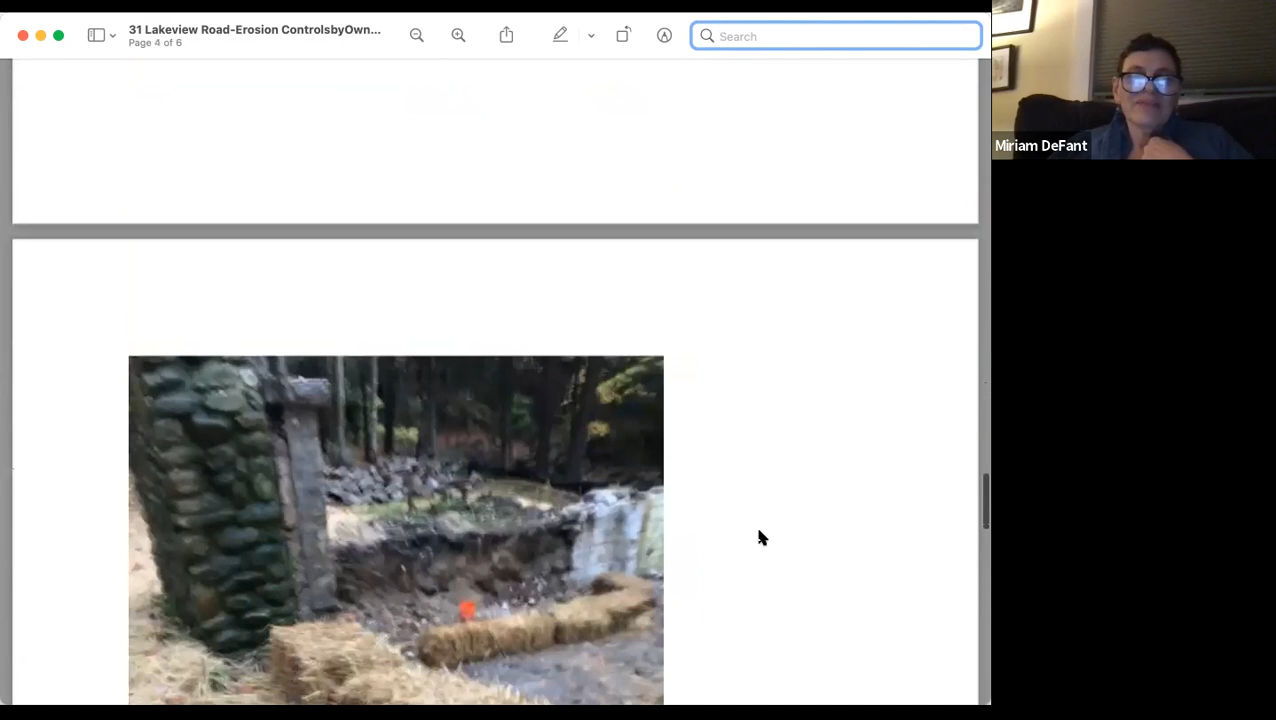 31 Lakeview Road-Erosion ControlsbyOwn...
Page 4 of 6
Search
Miriam DeFant